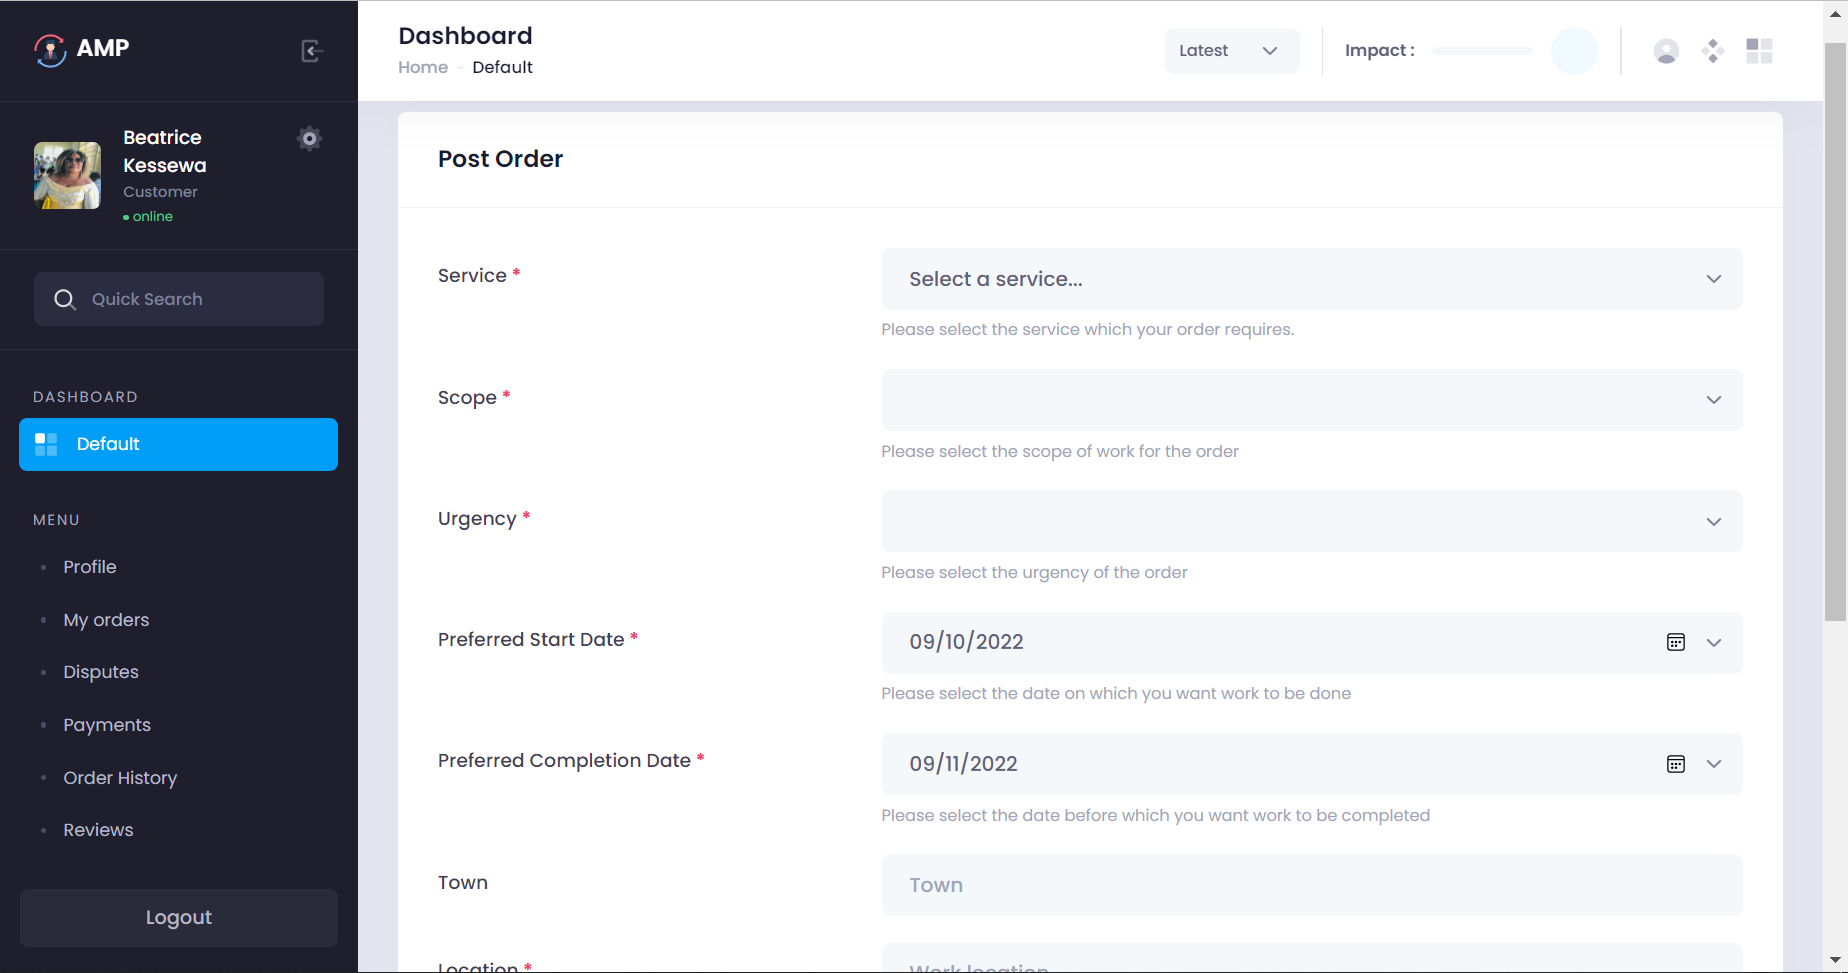 AMP
Beatrice
Kessewa
Customer
online
Quick Search
DASHBOARD
Default
MENU
Profile
My orders
Disputes
Payments
Order History
Reviews
Logout
Dashboard
Home - Default
Latest
Impact :
Post Order
Service *
Select a service...
Please select the service which your order requires.
Scope *
Please select the scope of work for the order
Urgency *
Please select the urgency of the order
Preferred Start Date *
09/10/2022
Please select the date on which you want work to be done
Preferred Completion Date *
09/11/2022
Please select the date before which you want work to be completed
Town
Town
Location *
Work location